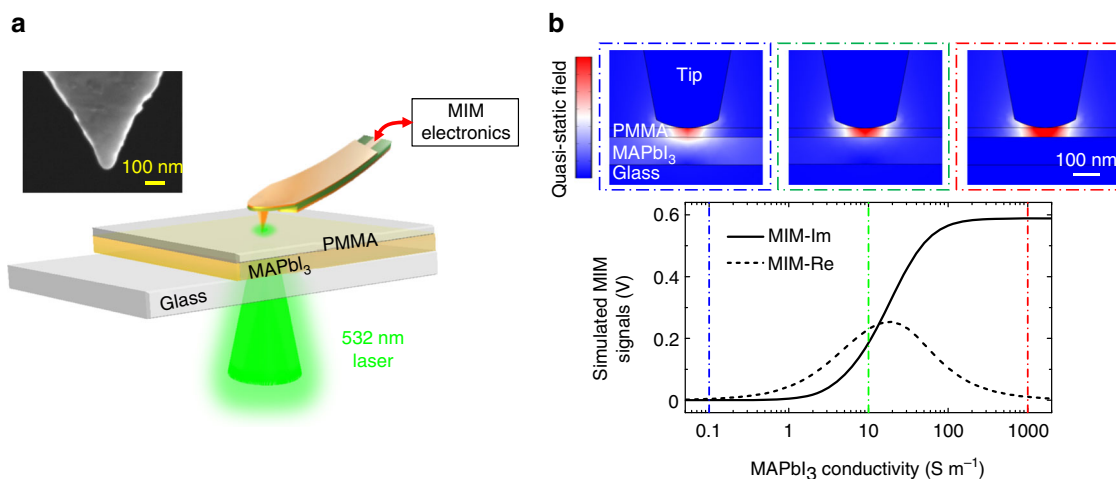 a
100 nm
MIM
electronics
PMMA
MAPbI₃
Glass
532 nm
laser
b
Quasi-static field
Tip
PMMA
MAPbI₃
Glass
100 nm
Simulated MIM
signals (V)
0.6
0.4
0.2
0
MIM-Im
MIM-Re
0.1
1
10
100
1000
MAPbI₃ conductivity (S m⁻¹)